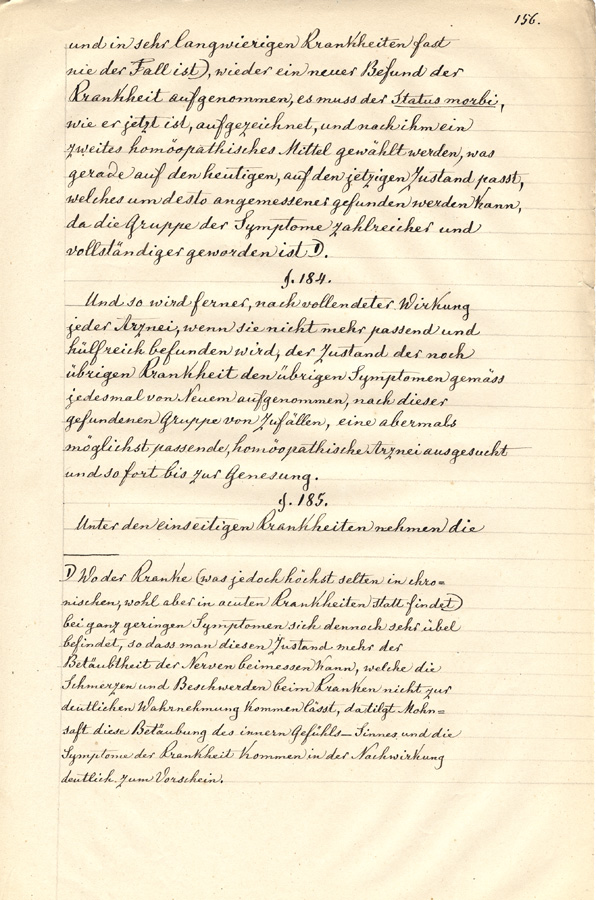 156.
und in sehr langwierigen Krankheiten fast
nie der Fall ist), wieder ein neuer Befund der
Krankheit aufgenommen, es muss der Status morbi,
wie er jetzt ist, aufgezeichnet, und nach ihm ein
zweites homöopathisches Mittel gewählt werden, was
gerade auf den heutigen, auf den jetzigen Zustand passt,
welches um desto angemessener gefunden werden kann,
da die Gruppe der Symptome zahlreicher und
vollständiger geworden ist 1).
§. 184.
Und so wird ferner, nach vollendeter Wirkung
jeder Arznei, wenn sie nicht mehr passend und
hülfreich befunden wird, der Zustand der noch
übrigen Krankheit den übrigen Symptomen gemäss
jedesmal von Neuem aufgenommen, nach dieser
gefundenen Gruppe von Zufällen, eine abermals
möglichst passende, homöopathische Arznei ausgesucht
und so fort bis zur Genesung.
§. 185.
Unter den einseitigen Krankheiten nehmen die
1) Wo der Kranke (was jedoch höchst selten in chro=
nischen, wohl aber in acuten Krankheiten statt findet)
bei ganz geringen Symptomen sich dennoch sehr übel
befindet, so dass man diesen Zustand mehr der
Betäubtheit der Nerven beimessen kann, welche die
Schmerzen und Beschwerden beim Kranken nicht zur
deutlichen Wahrnehmung kommen lässt, da tilgt Mohn=
saft diese Betäubung des innern Gefühls-Sinnes und die
Symptome der Krankheit kommen in der Nachwirkung
deutlich zum Vorschein.